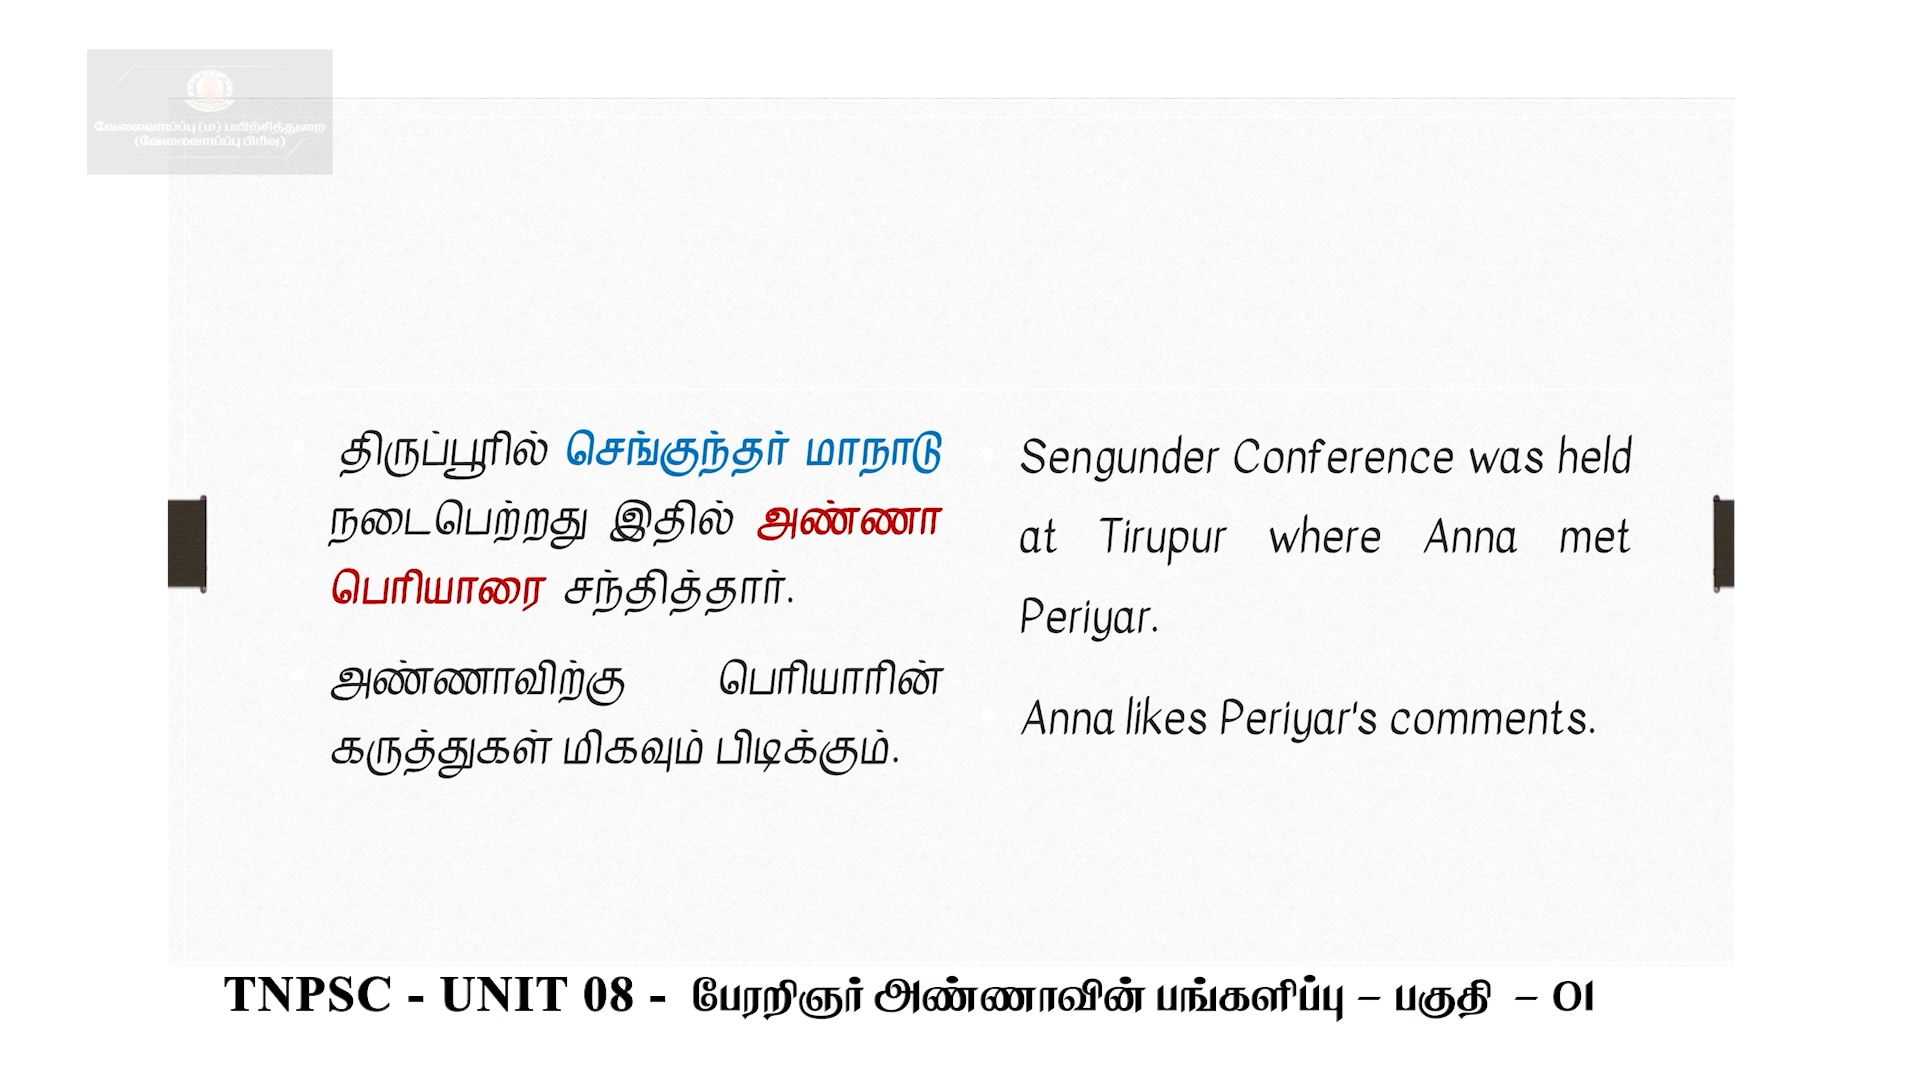 வேலைவாய்ப்பு (ம) பயிற்சித்துறை
(வேலைவாய்ப்பு பிரிவு)
திருப்பூரில் செங்குந்தர் மாநாடு
நடைபெற்றது இதில் அண்ணா
பெரியாரை சந்தித்தார்.
அண்ணாவிற்கு பெரியாரின்
கருத்துகள் மிகவும் பிடிக்கும்.
Sengunder Conference was held
at Tirupur where Anna met
Periyar.
Anna likes Periyar's comments.
TNPSC - UNIT 08 - பேரறிஞர் அண்ணாவின் பங்களிப்பு – பகுதி – 01